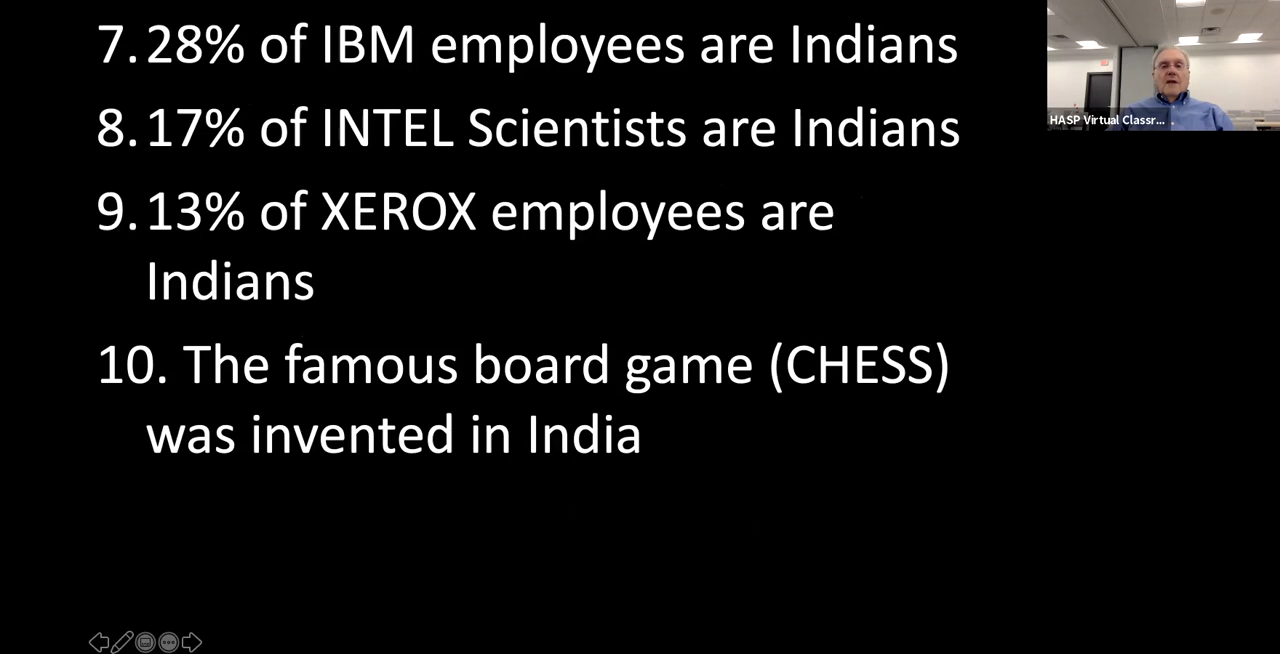 7. 28% of IBM employees are Indians
8. 17% of INTEL Scientists are Indians
9. 13% of XEROX employees are
Indians
10. The famous board game (CHESS)
was invented in India
HASP Virtual Classr...